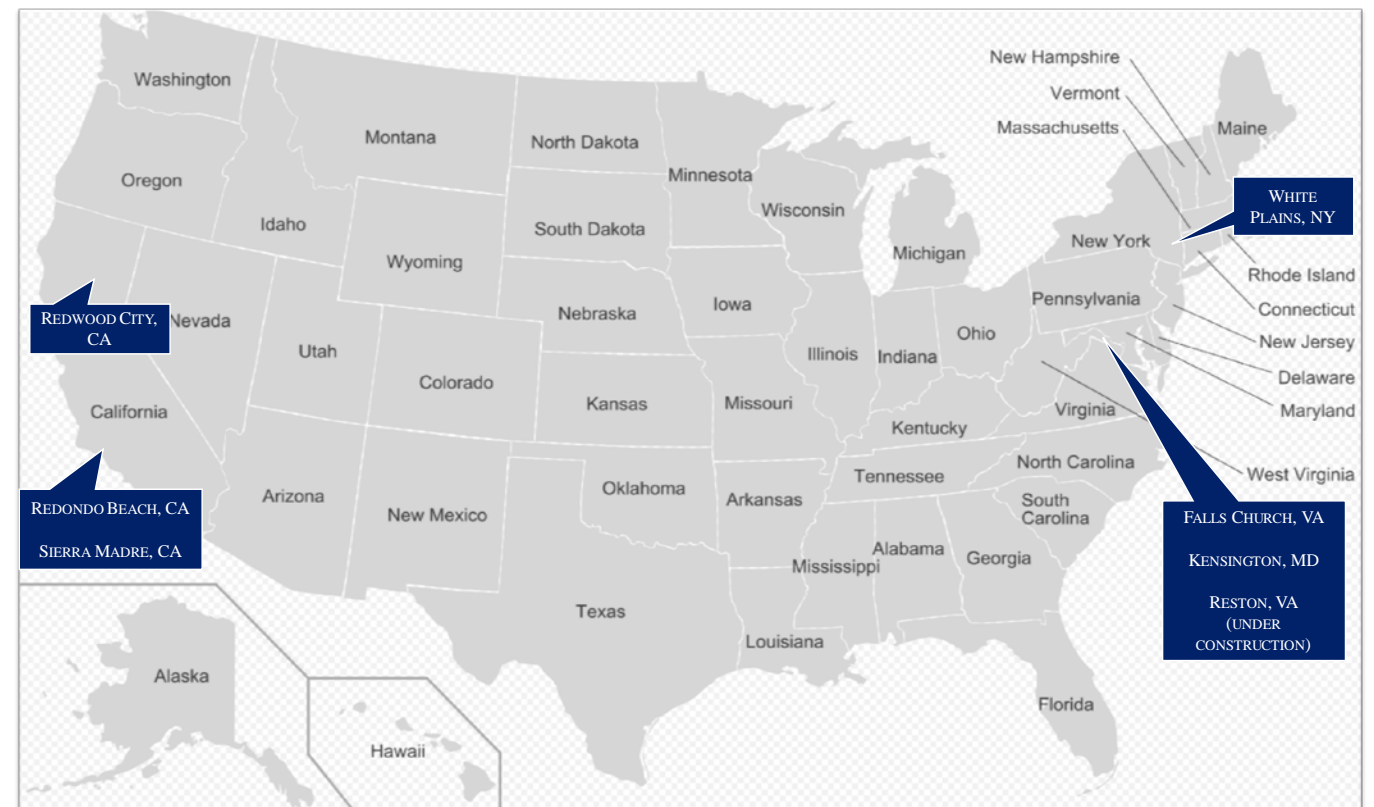 New Hampshire
Washington
Vermont
Massachusetts
Maine
Montana
North Dakota
Minnesota
Oregon
WHITE
PLAINS, NY
Idaho
Wisconsin
South Dakota
New York
Michigan
Wyoming
Rhode Island
Pennsylvania
Iowa
Connecticut
Nebraska
REDWOOD CITY,
CA
Nevada
Ohio
New Jersey
Utah
Illinois
Indiana
Delaware
Colorado
Kansas
Missouri
Virginia
Maryland
California
Kentucky
North Carolina
West Virginia
Tennessee
Oklahoma
Arizona
Arkansas
South
Carolina
REDONDO BEACH, CA
SIERRA MADRE, CA
New Mexico
FALLS CHURCH, VA
KENSINGTON, MD
RESTON, VA
(UNDER
CONSTRUCTION)
Alabama
Georgia
Mississippi
Texas
Louisiana
Alaska
Florida
Hawaii